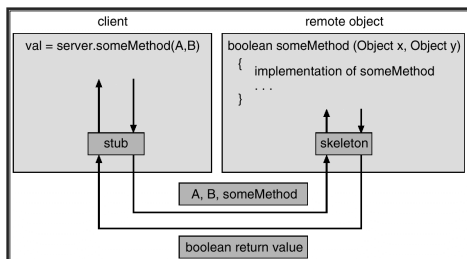 client
val = server.someMethod(A,B)
stub
remote object
boolean someMethod (Object x, Object y)
{
implementation of someMethod
. . .
}
skeleton
A, B, someMethod
boolean return value